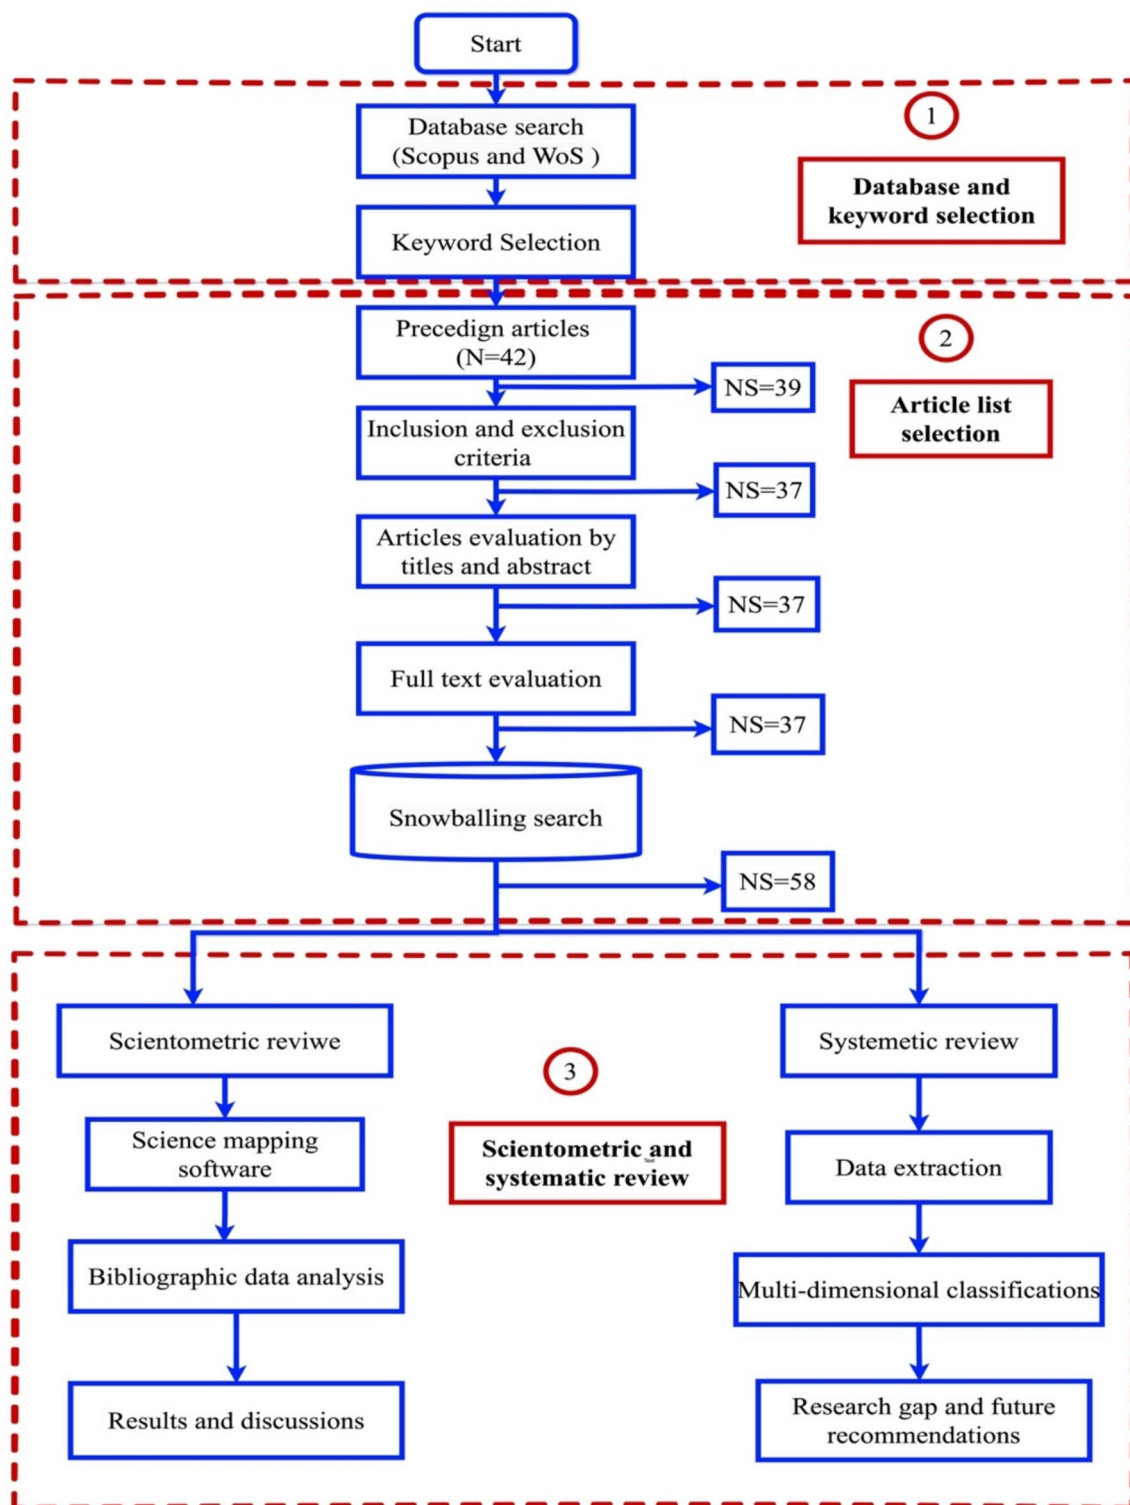 Start
Database search
(Scopus and WoS )
1
Database and
keyword selection
Keyword Selection
Precedign articles
(N=42)
2
NS=39
Article list
selection
Inclusion and exclusion
criteria
NS=37
Articles evaluation by
titles and abstract
NS=37
Full text evaluation
NS=37
Snowballing search
NS=58
Scientometric reviwe
Systemetic review
3
Science mapping
software
Scientometric and
Text
systematic review
Data extraction
Bibliographic data analysis
Multi-dimensional classifications
Results and discussions
Research gap and future
recommendations